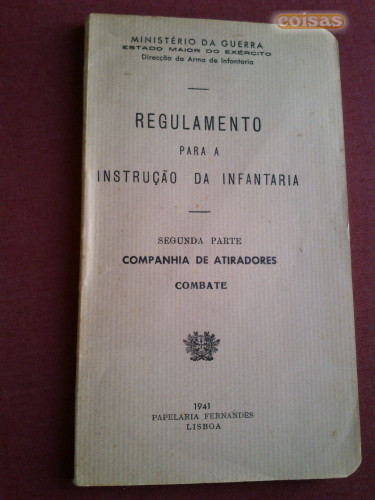 coisas
MINISTÉRIO DA GUERRA
ESTADO MAIOR DO EXÉRCITO
Direcção da Arma de Infantaria
REGULAMENTO
PARA A
INSTRUÇÃO DA INFANTARIA
SEGUNDA PARTE
COMPANHIA DE ATIRADORES
COMBATE
1941
PAPELARIA FERNANDES
LISBOA